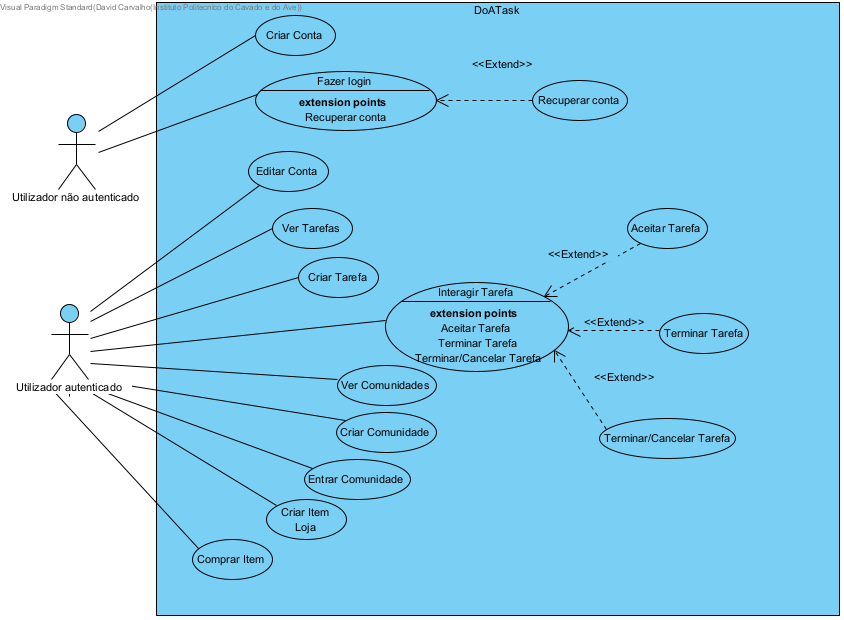 Visual Paradigm Standard(David Carvalho(Instituto Politecnico do Cavado e do Ave))
DoATask
Criar Conta
<<Extend>>
Fazer login
extension points
Recuperar conta
Recuperar conta
Utilizador não autenticado
Editar Conta
Ver Tarefas
Aceitar Tarefa
<<Extend>>
Criar Tarefa
Interagir Tarefa
extension points
Aceitar Tarefa
Terminar Tarefa
Terminar/Cancelar Tarefa
<<Extend>>
Terminar Tarefa
<<Extend>>
Utilizador autenticado
Ver Comunidades
Criar Comunidade
Terminar/Cancelar Tarefa
Entrar Comunidade
Criar Item
Loja
Comprar Item